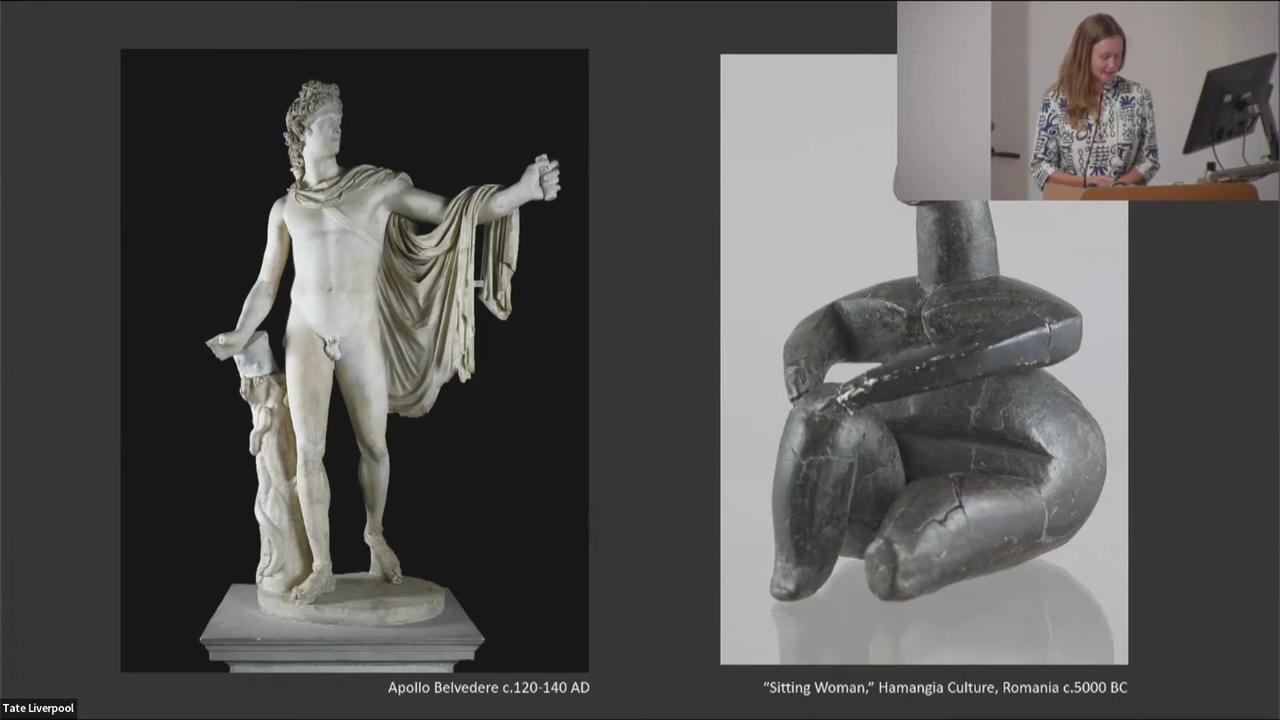 Apollo Belvedere c.120-140 AD
“Sitting Woman,” Hamangia Culture, Romania c.5000 BC
Tate Liverpool